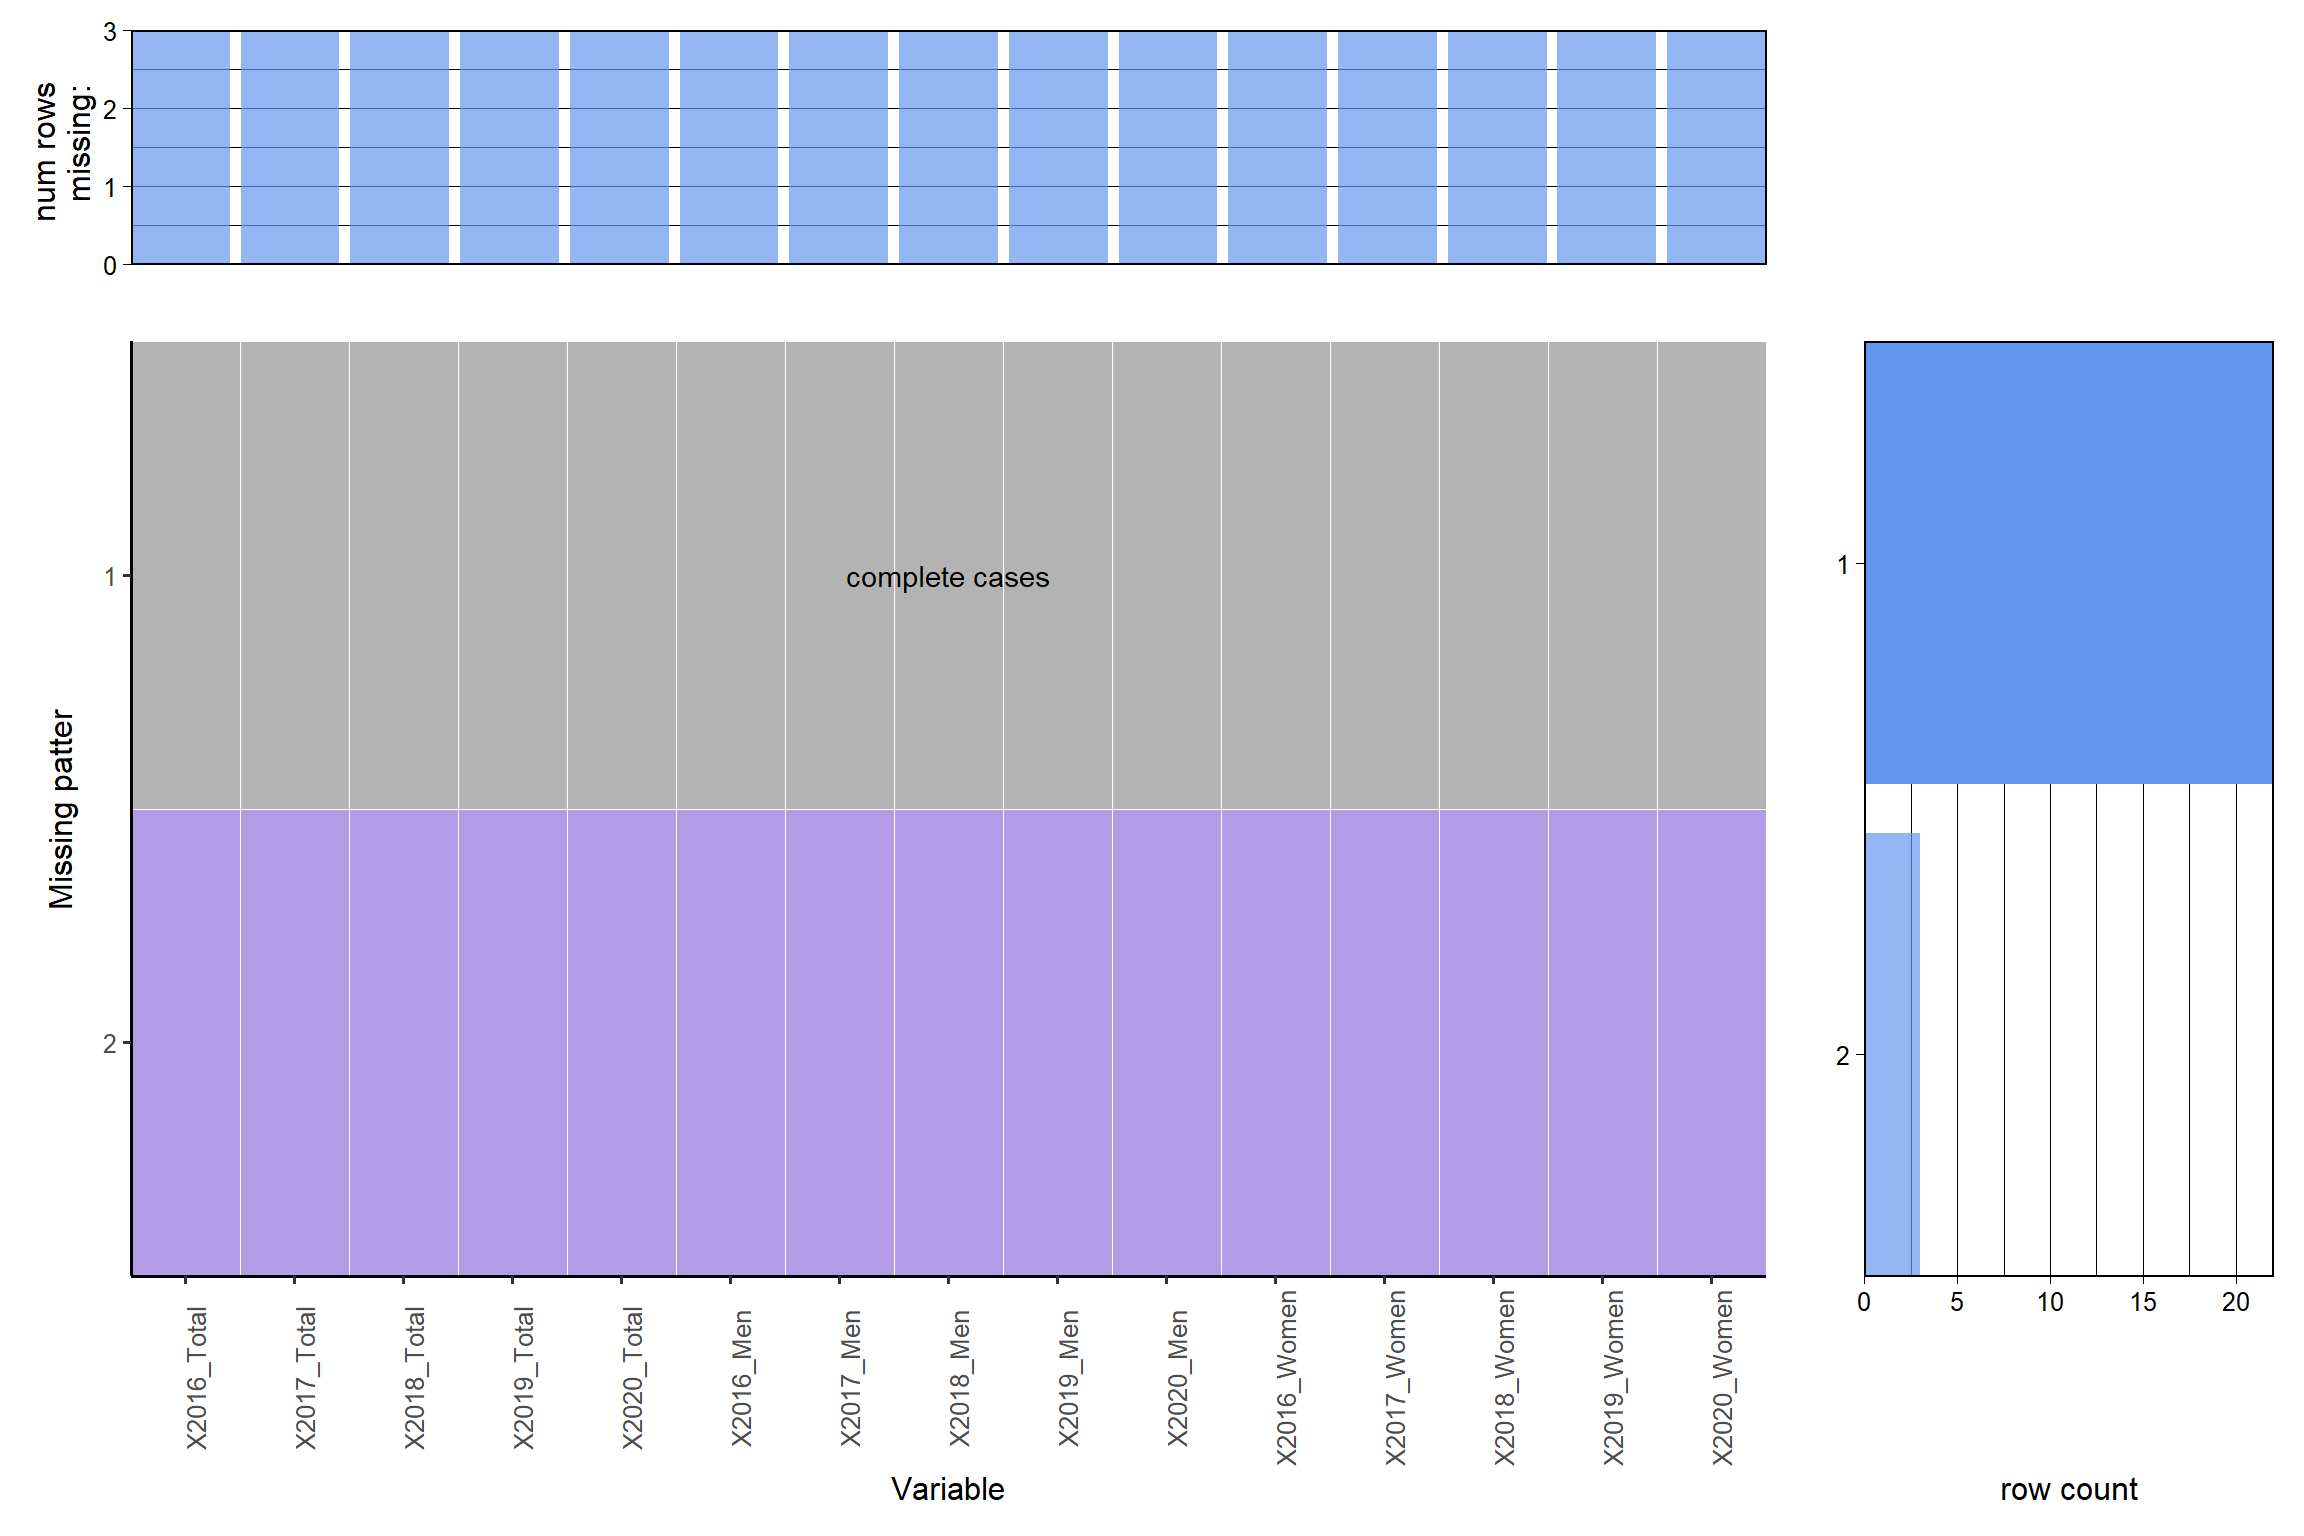 num rows
missing:
3
2
1
0
Missing patter
1
2
complete cases
1
2
X2016_Total
X2017_Total
X2018_Total
X2019_Total
X2020_Total
X2016_Men
X2017_Men
X2018_Men
X2019_Men
X2020_Men
X2016_Women
X2017_Women
X2018_Women
X2019_Women
X2020_Women
0 5 10 15 20
Variable
row count